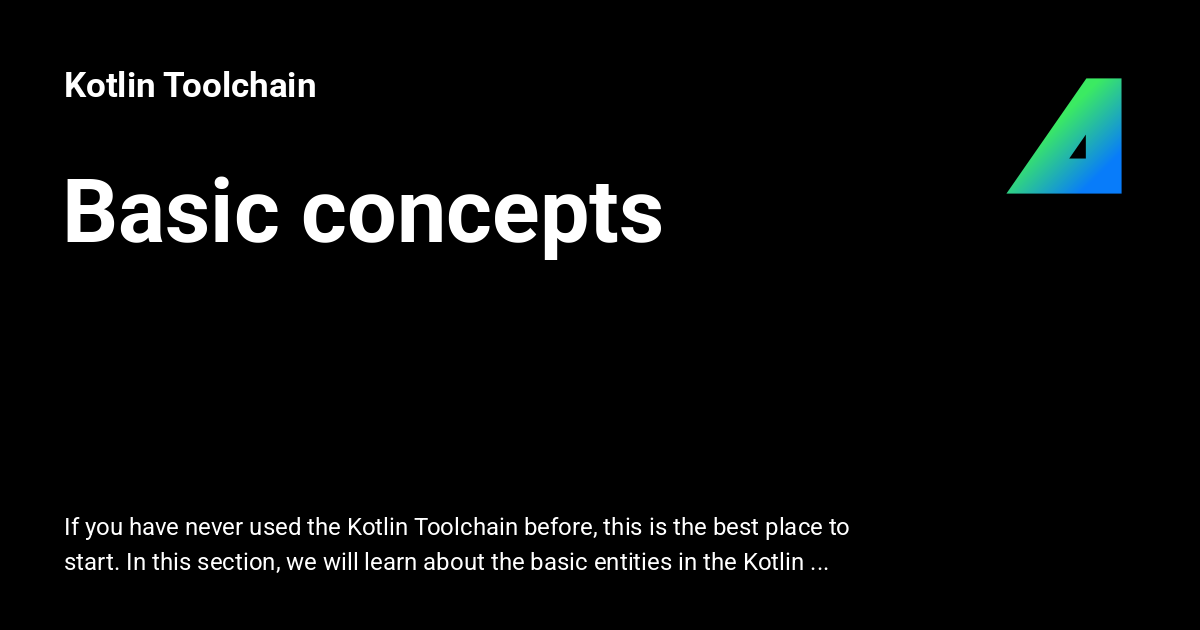 Kotlin Toolchain
Basic concepts
If you have never used the Kotlin Toolchain before, this is the best place to
start. In this section, we will learn about the basic entities in the Kotlin ...